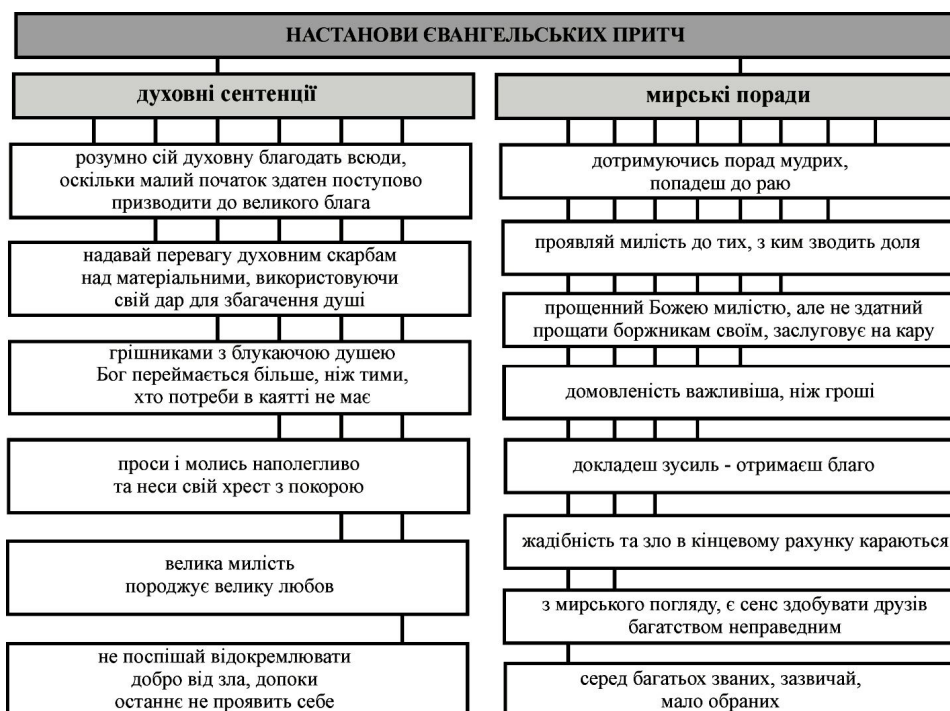 НАСТАНОВИ ЄВАНГЕЛЬСЬКИХ ПРИТЧ
духовні сентенції
розумно сій духовну благодать всюди,
оскільки малий початок здатен поступово
призводити до великого блага
надавай перевагу духовним скарбам
над матеріальними, використовуючи
свій дар для збагачення душі
грішниками з блукаючою душею
Бог переймається більше, ніж тими,
хто потреби в каятті не має
проси і молись наполегливо
та неси свій хрест з покорою
велика милість
породжує велику любов
не поспішай відокремлювати
добро від зла, допоки
останнє не проявить себе
мирські поради
дотримуючись порад мудрих,
попадеш до раю
проявляй милість до тих, з ким зводить доля
прощенний Божею милістю, але не здатний
прощати боржникам своїм, заслуговує на кару
домовленість важливіша, ніж гроші
докладеш зусиль - отримаєш благо
жадібність та зло в кінцевому рахунку караються
з мирського погляду, є сенс здобувати друзів
багатством неправедним
серед багатьох званих, зазвичай,
мало обраних